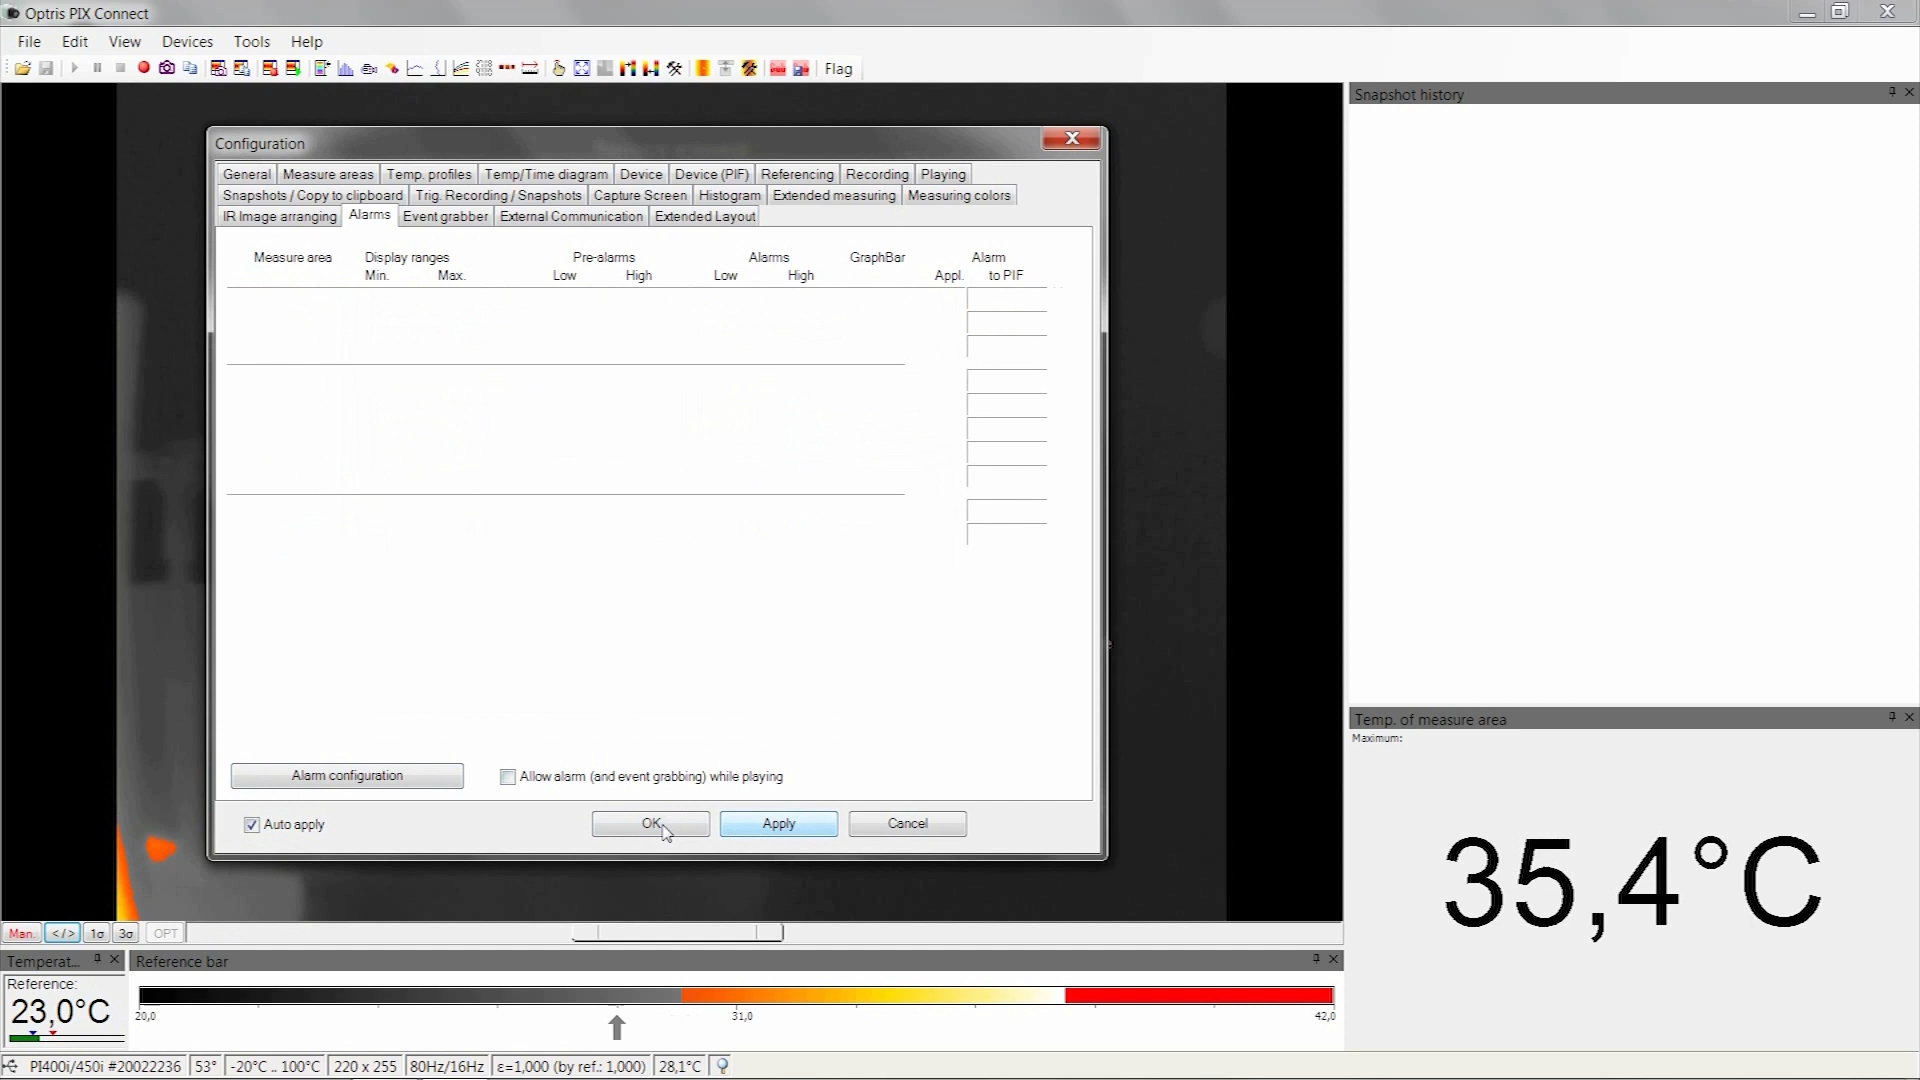 Optris PIX Connect
File Edit View Devices Tools Help
Flag
Snapshot history
Configuration
General Measure areas Temp. profiles Temp/Time diagram Device Device (PIF) Referencing Recording Playing
Snapshots / Copy to clipboard Trig. Recording / Snapshots Capture Screen Histogram Extended measuring Measuring colors
IR Image arranging Alarms Event grabber External Communication Extended Layout
Measure area Display ranges Pre-alarms Alarms GraphBar Alarm
Min. Max. Low High Low High Appl. to PIF
Temp. of measure area
Maximum:
Alarm configuration Allow alarm (and event grabbing) while playing
Auto apply OK Apply Cancel
35,4°C
Man. </> 1σ 3σ OPT
Temperat... Reference bar
Reference:
23,0°C
20,0 31,0 42,0
PI400i/450i #20022236 53° -20°C .. 100°C 220 x 255 80Hz/16Hz ε=1,000 (by ref.: 1,000) 28,1°C